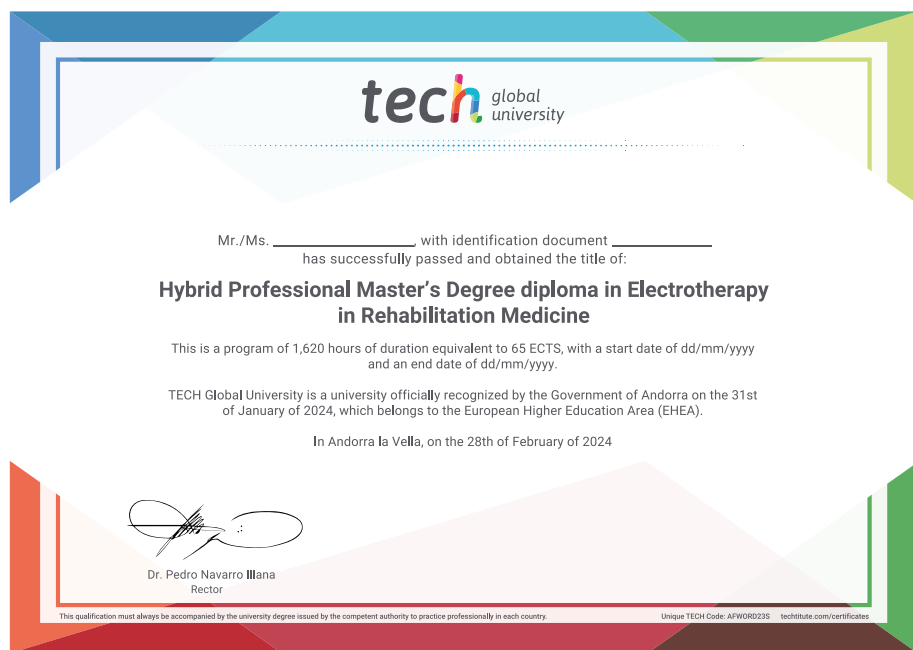 tech global
university
Mr./Ms. ____________, with identification document ____________
has successfully passed and obtained the title of:
Hybrid Professional Master’s Degree diploma in Electrotherapy
in Rehabilitation Medicine
This is a program of 1,620 hours of duration equivalent to 65 ECTS, with a start date of dd/mm/yyyy
and an end date of dd/mm/yyyy.
TECH Global University is a university officially recognized by the Government of Andorra on the 31st
of January of 2024, which belongs to the European Higher Education Area (EHEA).
In Andorra la Vella, on the 28th of February of 2024
Dr. Pedro Navarro Illana
Rector
This qualification must always be accompanied by the university degree issued by the competent authority to practice professionally in each country.
Unique TECH Code: AFWORD23S techtitute.com/certificates